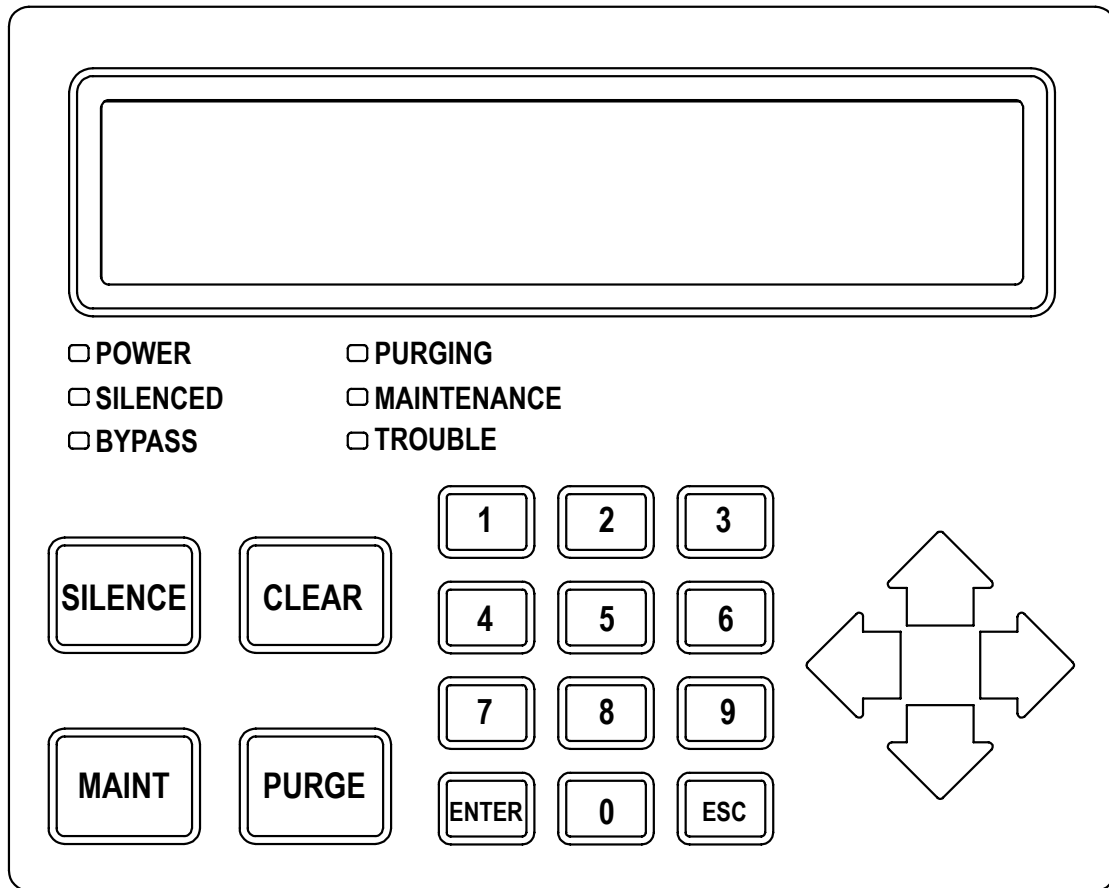 POWER PURGING
SILENCED MAINTENANCE
BYPASS TROUBLE
1 2 3
SILENCE CLEAR
4 5 6
7 8 9
MAINT PURGE
ENTER 0 ESC